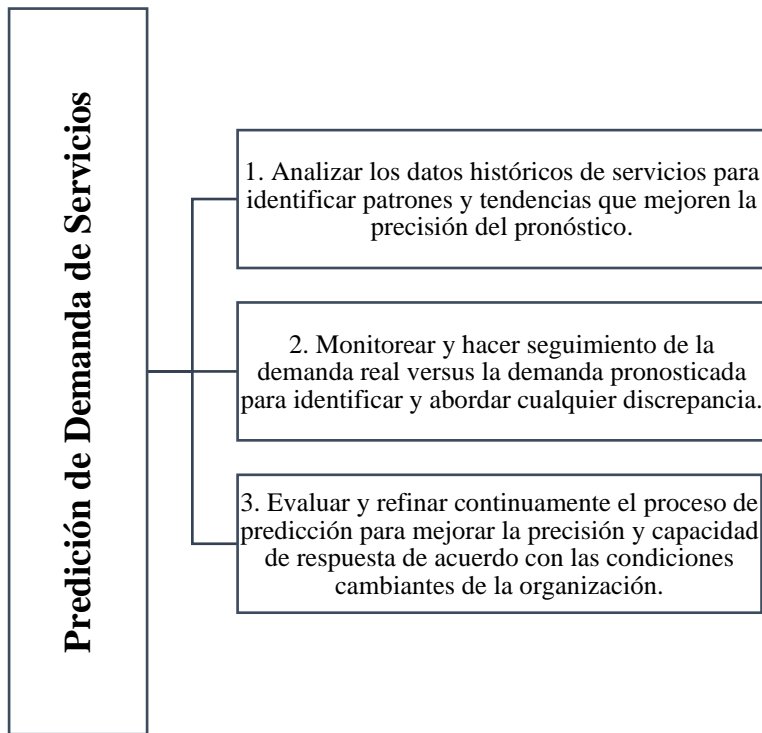 Predición de Demanda de Servicios
1. Analizar los datos históricos de servicios para
identificar patrones y tendencias que mejoren la
precisión del pronóstico.
2. Monitorear y hacer seguimiento de la
demanda real versus la demanda pronosticada
para identificar y abordar cualquier discrepancia.
3. Evaluar y refinar continuamente el proceso de
predicción para mejorar la precisión y capacidad
de respuesta de acuerdo con las condiciones
cambiantes de la organización.